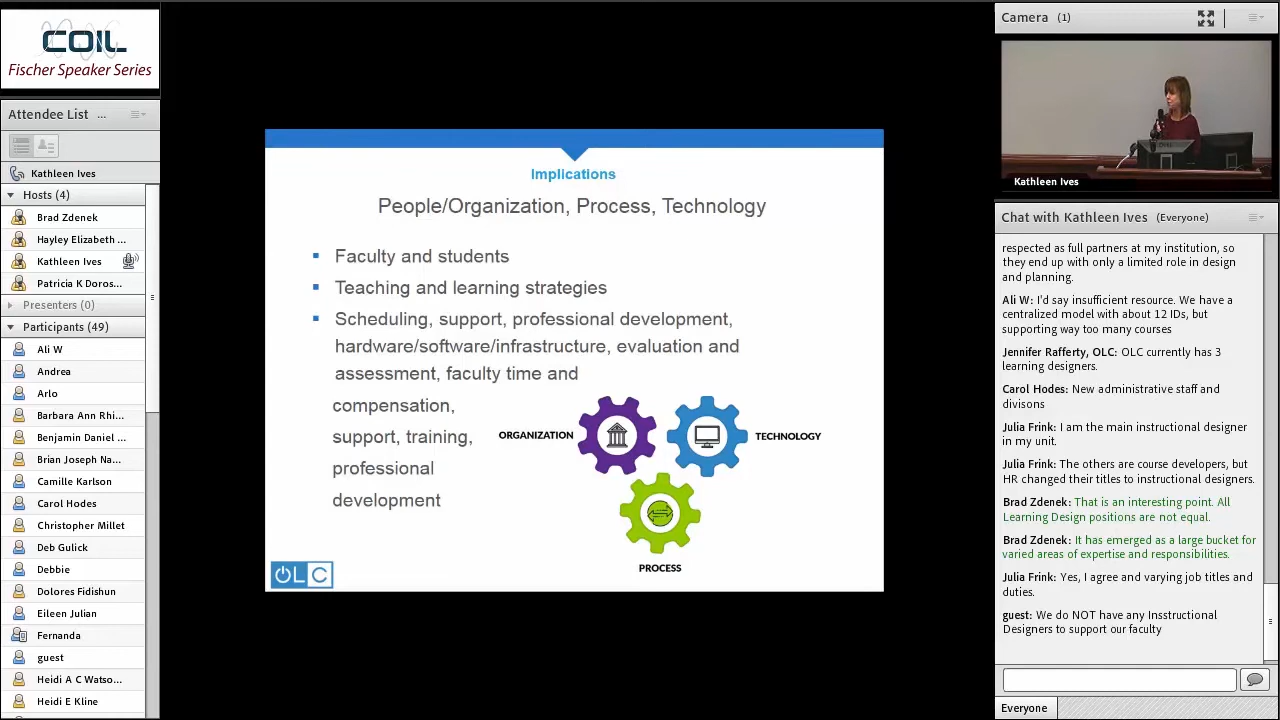 COIL
Fischer Speaker Series
Attendee List ...
Kathleen Ives
Hosts (4)
Brad Zdenek
Hayley Elizabeth ...
Kathleen Ives
Patricia K Doros...
Presenters (0)
Participants (49)
Ali W
Andrea
Arlo
Barbara Ann Rhi...
Benjamin Daniel ...
Brian Joseph Na...
Camille Karlson
Carol Hodes
Christopher Millet
Deb Gulick
Debbie
Dolores Fidishun
Eileen Julian
Fernanda
guest
Heidi A C Watso...
Heidi E Kline
Implications
People/Organization, Process, Technology
Faculty and students
Teaching and learning strategies
Scheduling, support, professional development,
hardware/software/infrastructure, evaluation and
assessment, faculty time and
compensation,
support, training,
professional
development
ORGANIZATION
TECHNOLOGY
PROCESS
OLC
Camera (1)
Kathleen Ives
Chat with Kathleen Ives (Everyone)
respected as full partners at my institution, so
they end up with only a limited role in design
and planning.
Ali W: I'd say insufficient resource. We have a
centralized model with about 12 IDs, but
supporting way too many courses
Jennifer Rafferty, OLC: OLC currently has 3
learning designers.
Carol Hodes: New administrative staff and
divisons
Julia Frink: I am the main instructional designer
in my unit.
Julia Frink: The others are course developers, but
HR changed their titles to instructional designers.
Brad Zdenek: That is an interesting point. All
Learning Design positions are not equal.
Brad Zdenek: It has emerged as a large bucket for
varied areas of expertise and responsibilities.
Julia Frink: Yes, I agree and varying job titles and
duties.
guest: We do NOT have any Insstructional
Designers to support our faculty
Everyone